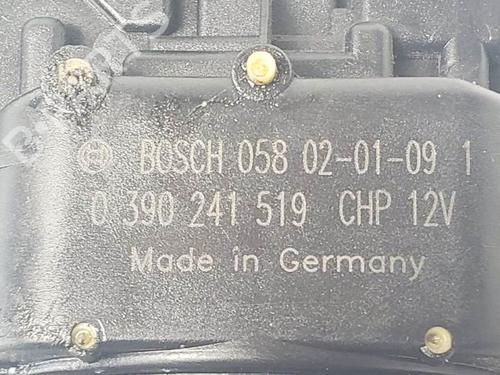 BOSCH 058 02-01-09 1
0 390 241 519 CHP 12V
Made in Germany